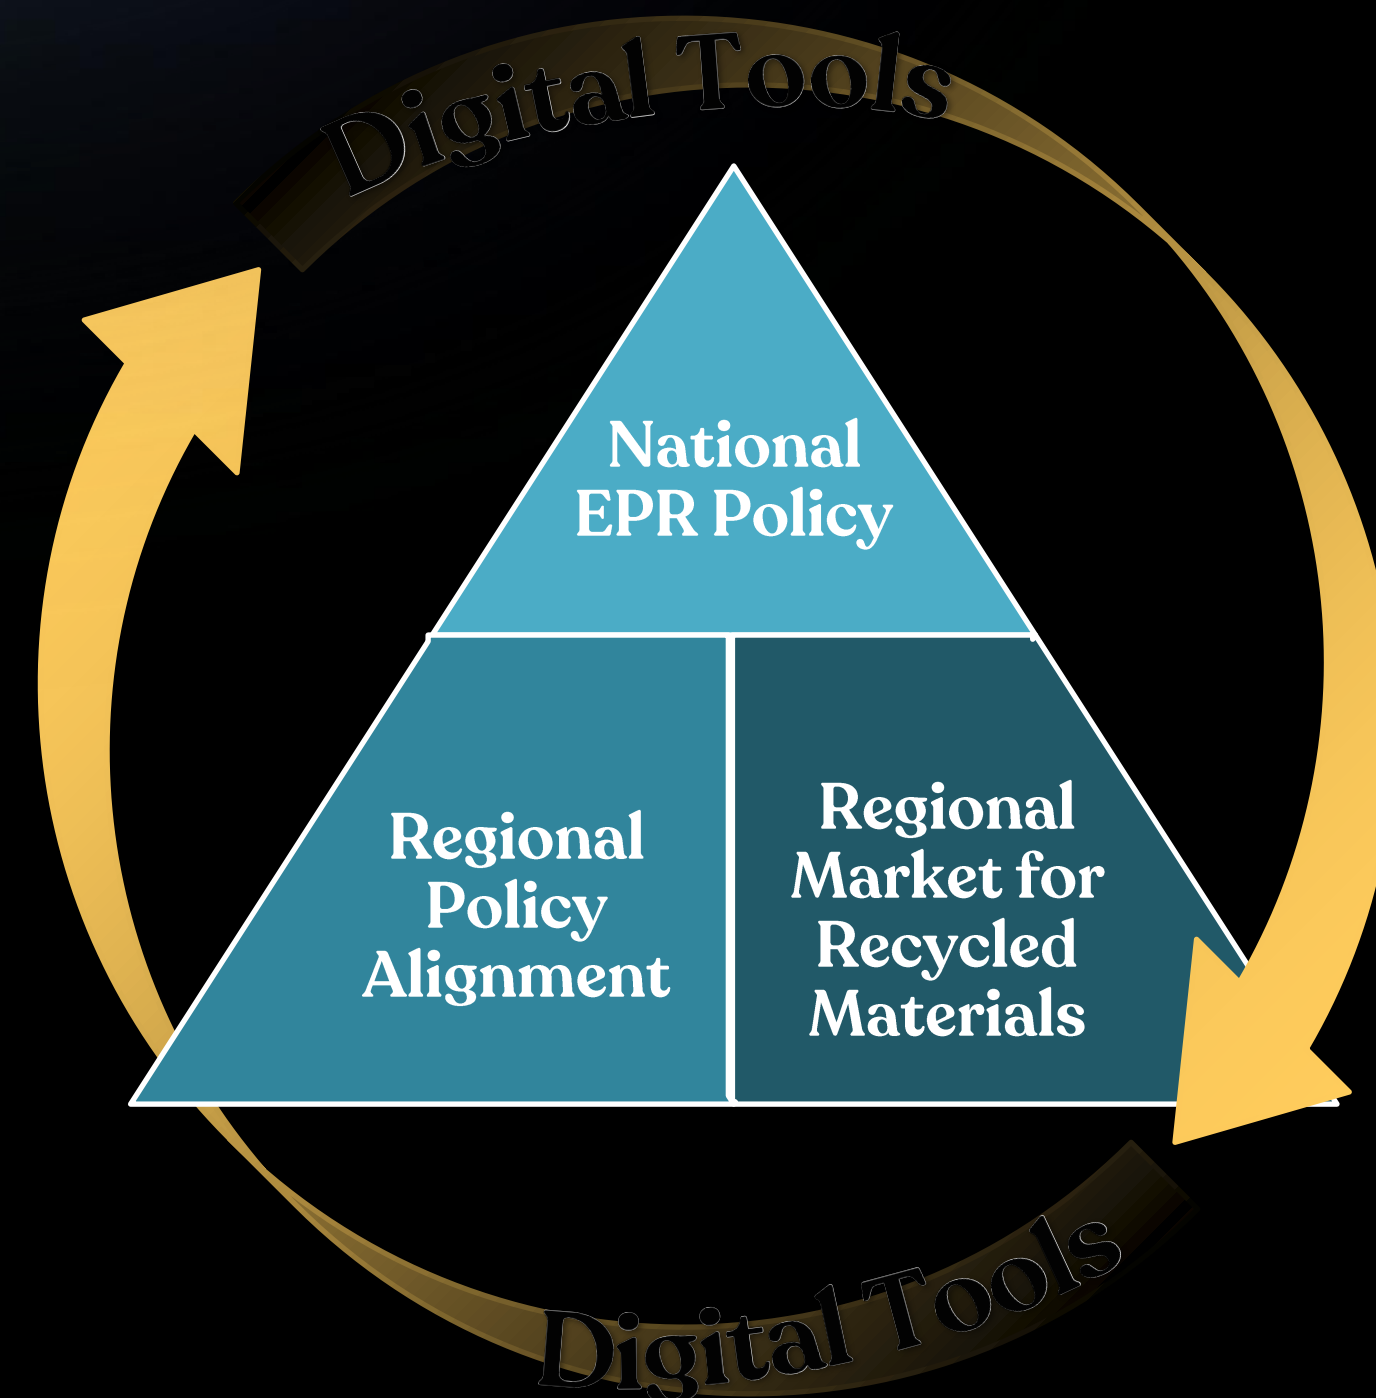 Digital Tools
National
EPR Policy
Regional
Policy
Alignment
Regional
Market for
Recycled
Materials
Digital Tools